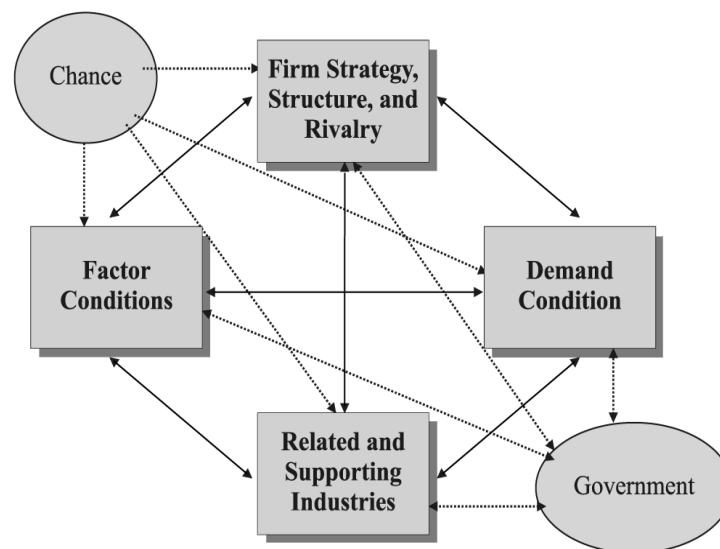 Chance
Firm Strategy,
Structure, and
Rivalry
Factor
Conditions
Demand
Condition
Related and
Supporting
Industries
Government